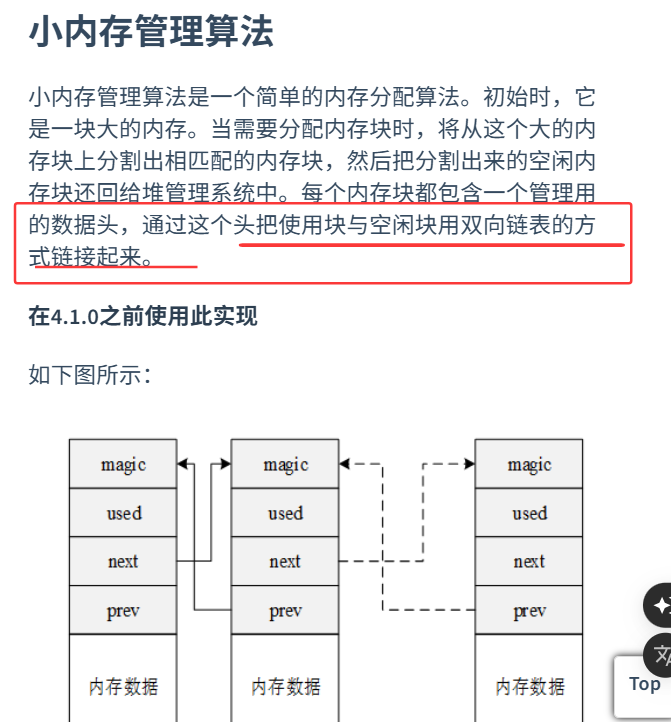 小内存管理算法
小内存管理算法是一个简单的内存分配算法。初始时，它
是一块大的内存。当需要分配内存块时，将从这个大的内
存块上分割出相匹配的内存块，然后把分割出来的空闲内
存块还回给堆管理系统中。每个内存块都包含一个管理用
的数据头，通过这个头把使用块与空闲块用双向链表的方
式链接起来。
在4.1.0之前使用此实现
如下图所示：
magic magic magic
used used used
next next next
prev prev prev
内存数据 内存数据 内存数据
Top